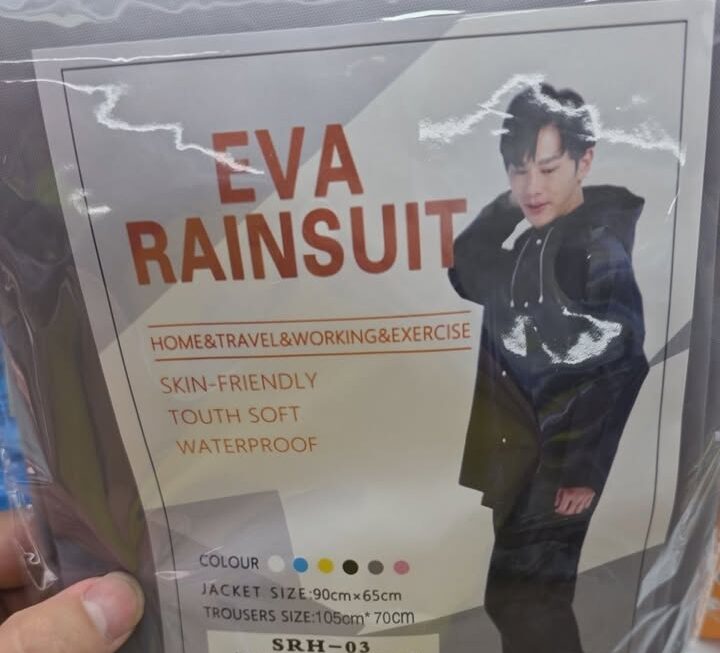 EVA
RAINSUIT
HOME&TRAVEL&WORKING&EXERCISE
SKIN-FRIENDLY
TOUTH SOFT
WATERPROOF
COLOUR
JACKET SIZE:90cm×65cm
TROUSERS SIZE:105cm*70cm
SRH-03